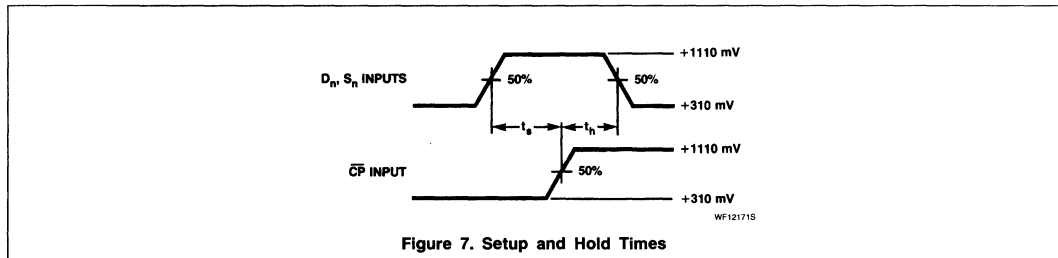 +1110 mV
Dn, Sn INPUTS
50%
50%
+310 mV
ts
th
+1110 mV
CP INPUT
50%
+310 mV
WF12171S
Figure 7. Setup and Hold Times